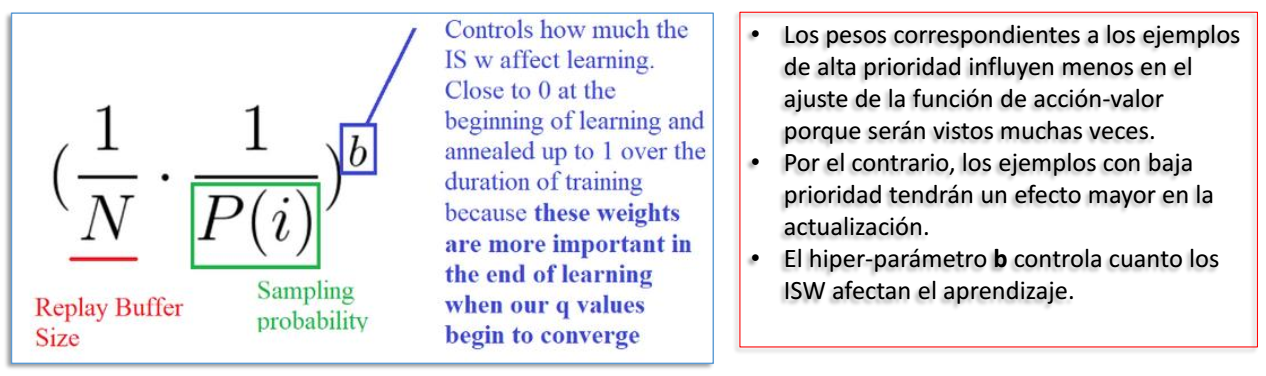 (1/N · 1/P(i))^b
Replay Buffer
Size
Sampling
probability
Controls how much the
IS w affect learning.
Close to 0 at the
beginning of learning and
annealed up to 1 over the
duration of training
because these weights
are more important in
the end of learning
when our q values
begin to converge
• Los pesos correspondientes a los ejemplos
de alta prioridad influyen menos en el
ajuste de la función de acción-valor
porque serán vistos muchas veces.
• Por el contrario, los ejemplos con baja
prioridad tendrán un efecto mayor en la
actualización.
• El hiper-parámetro b controla cuanto los
ISW afectan el aprendizaje.